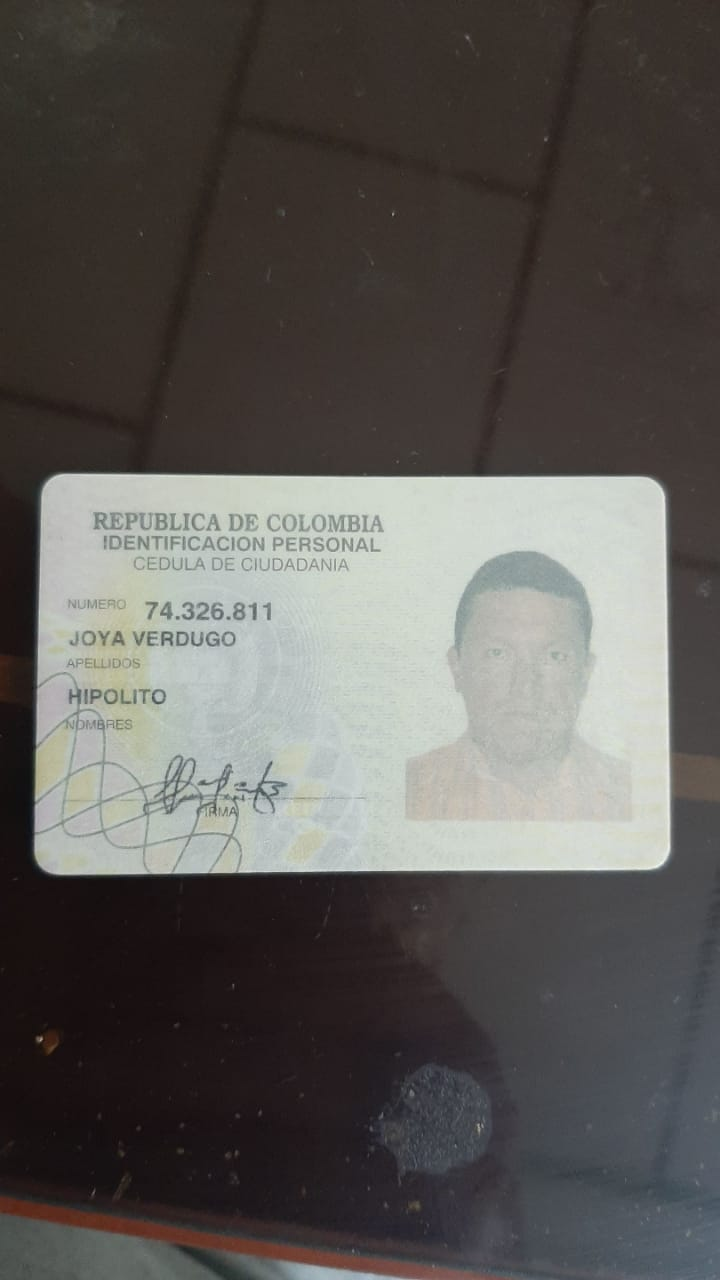 REPUBLICA DE COLOMBIA
IDENTIFICACION PERSONAL
CEDULA DE CIUDADANIA
NUMERO 74.326.811
JOYA VERDUGO
APELLIDOS
HIPOLITO
NOMBRES
FIRMA